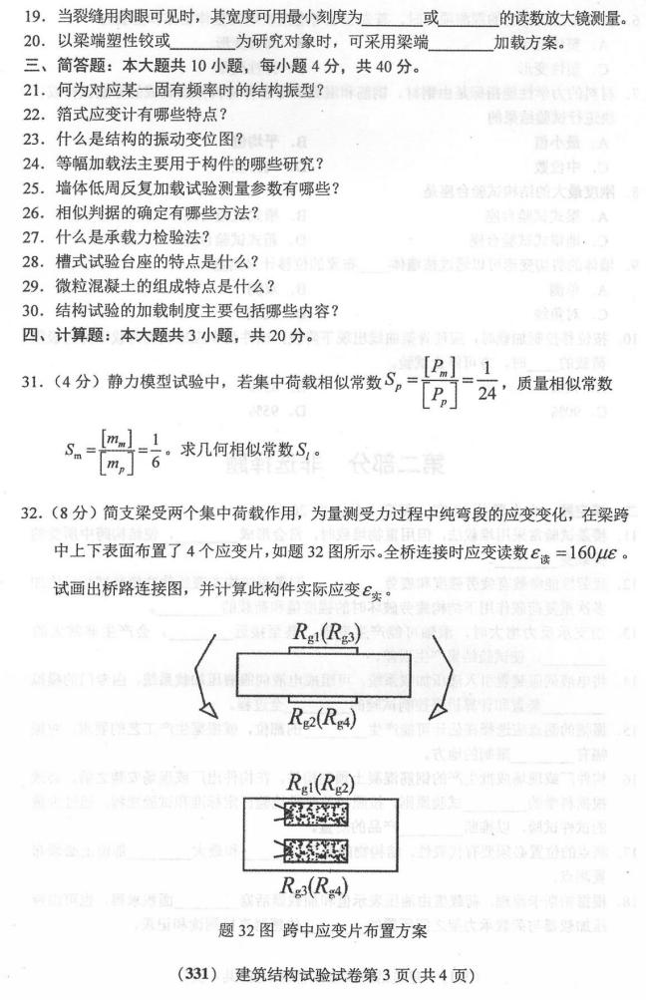 19．当裂缝用肉眼可见时，其宽度可用最小刻度为______或______的读数放大镜测量。
20．以梁端塑性铰或______为研究对象时，可采用梁端______加载方案。
三、简答题：本大题共 10 小题，每小题 4 分，共 40 分。
21．何为对应某一固有频率时的结构振型？
22．箔式应变计有哪些特点？
23．什么是结构的振动变位图？
24．等幅加载法主要用于构件的哪些研究？
25．墙体低周反复加载试验测量参数有哪些？
26．相似判据的确定有哪些方法？
27．什么是承载力检验法？
28．槽式试验台座的特点是什么？
29．微粒混凝土的组成特点是什么？
30．结构试验的加载制度主要包括哪些内容？
四、计算题：本大题共 3 小题，共 20 分。
31．（4 分）静力模型试验中，若集中荷载相似常数 S_p = [P_m]/[P_p] = 1/24，质量相似常数
S_m = [m_m]/[m_p] = 1/6。求几何相似常数 S_l。
32．（8 分）简支梁受两个集中荷载作用，为量测受力过程中纯弯段的应变变化，在梁跨
中上下表面布置了 4 个应变片，如题 32 图所示。全桥连接时应变读数 ε读 =160με。
试画出桥路连接图，并计算此构件实际应变 ε实。
Rg1(Rg3)
Rg2(Rg4)
Rg1(Rg2)
Rg3(Rg4)
题 32 图 跨中应变片布置方案
（331） 建筑结构试验试卷第 3 页（共 4 页）